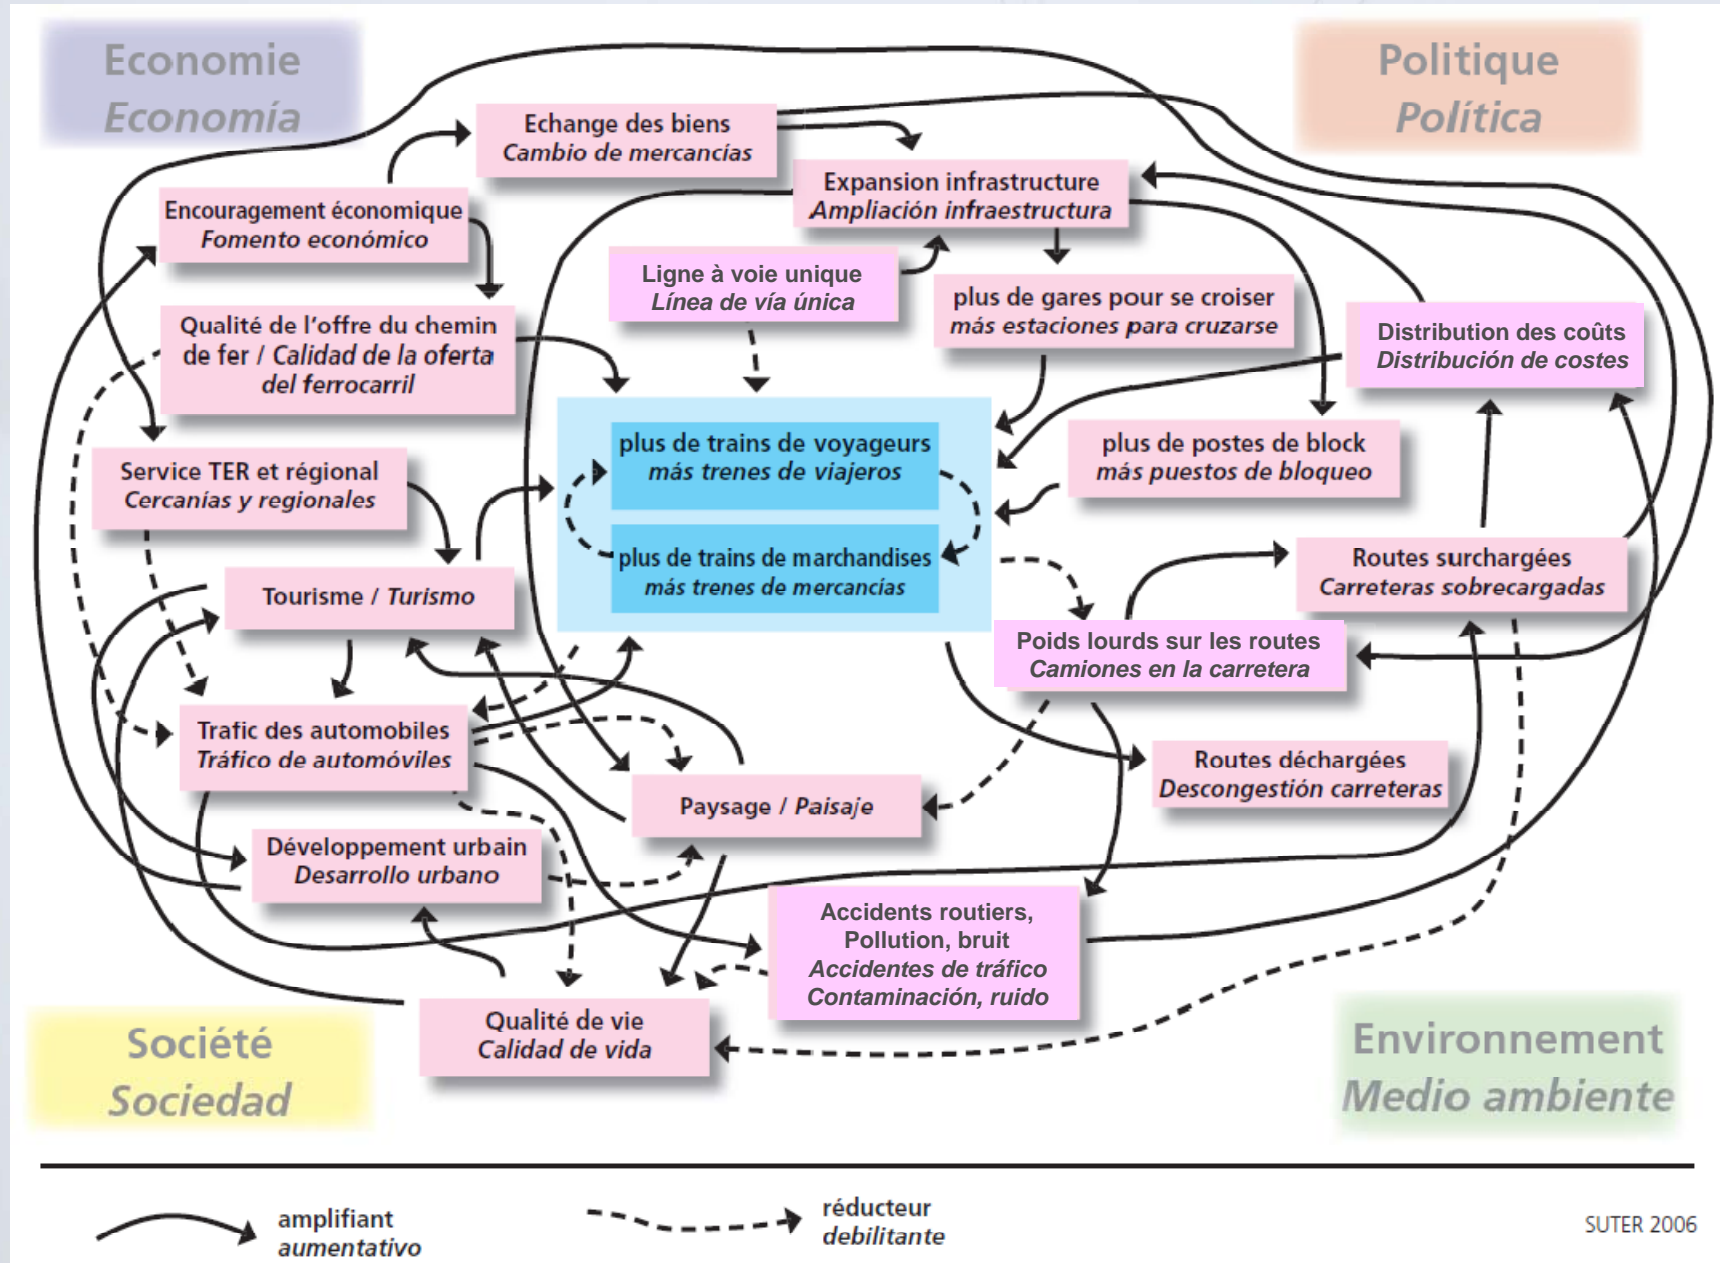 Economie
Economía
Politique
Política
Echange des biens
Cambio de mercancías
Expansion infrastructure
Ampliación infraestructura
Encouragement économique
Fomento económico
Ligne à voie unique
Línea de vía única
plus de gares pour se croiser
más estaciones para cruzarse
Qualité de l'offre du chemin
de fer / Calidad de la oferta
del ferrocarril
Distribution des coûts
Distribución de costes
plus de trains de voyageurs
más trenes de viajeros
plus de postes de block
más puestos de bloqueo
Service TER et régional
Cercanías y regionales
plus de trains de marchandises
más trenes de mercancías
Routes surchargées
Carreteras sobrecargadas
Tourisme / Turismo
Poids lourds sur les routes
Camiones en la carretera
Trafic des automobiles
Tráfico de automóviles
Routes déchargées
Descongestión carreteras
Paysage / Paisaje
Développement urbain
Desarrollo urbano
Accidents routiers,
Pollution, bruit
Accidentes de tráfico
Contaminación, ruido
Qualité de vie
Calidad de vida
Société
Sociedad
Environnement
Medio ambiente
amplifiant
aumentativo
réducteur
debilitante
SUTER 2006